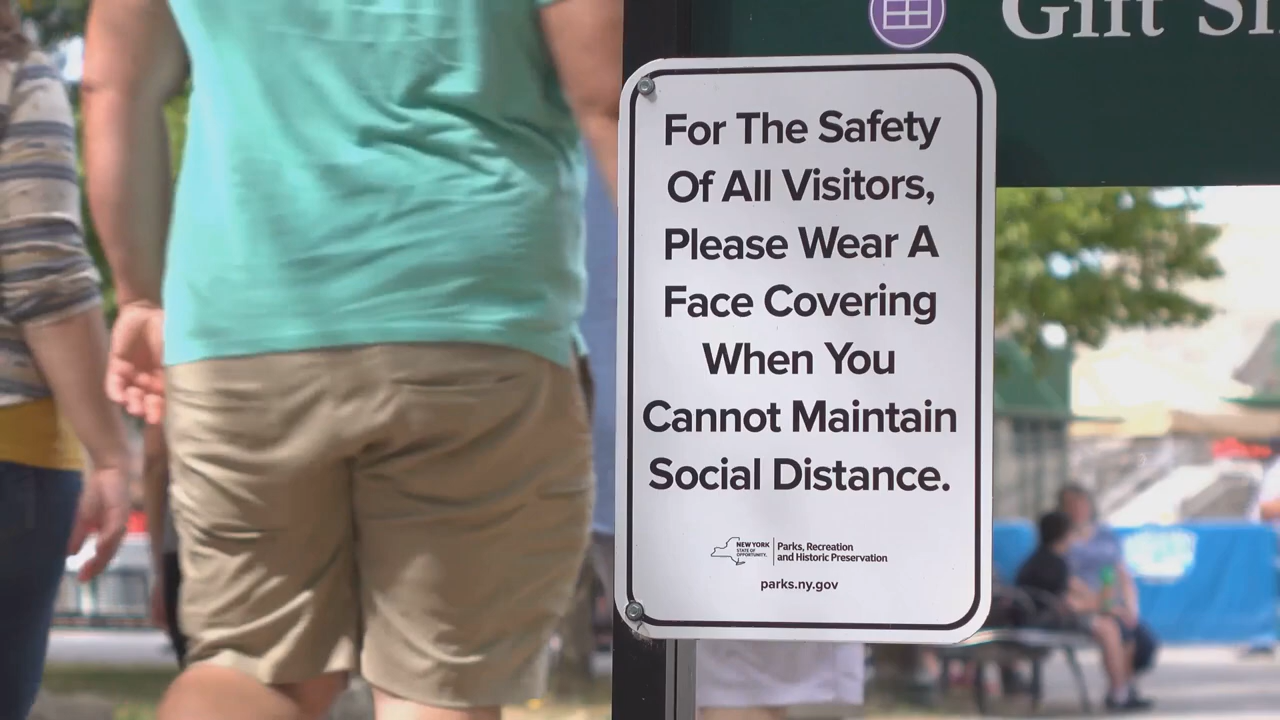 Gift
For The Safety
Of All Visitors,
Please Wear A
Face Covering
When You
Cannot Maintain
Social Distance.
NEW YORK
STATE OF
OPPORTUNITY.
Parks, Recreation
and Historic Preservation
parks.ny.gov